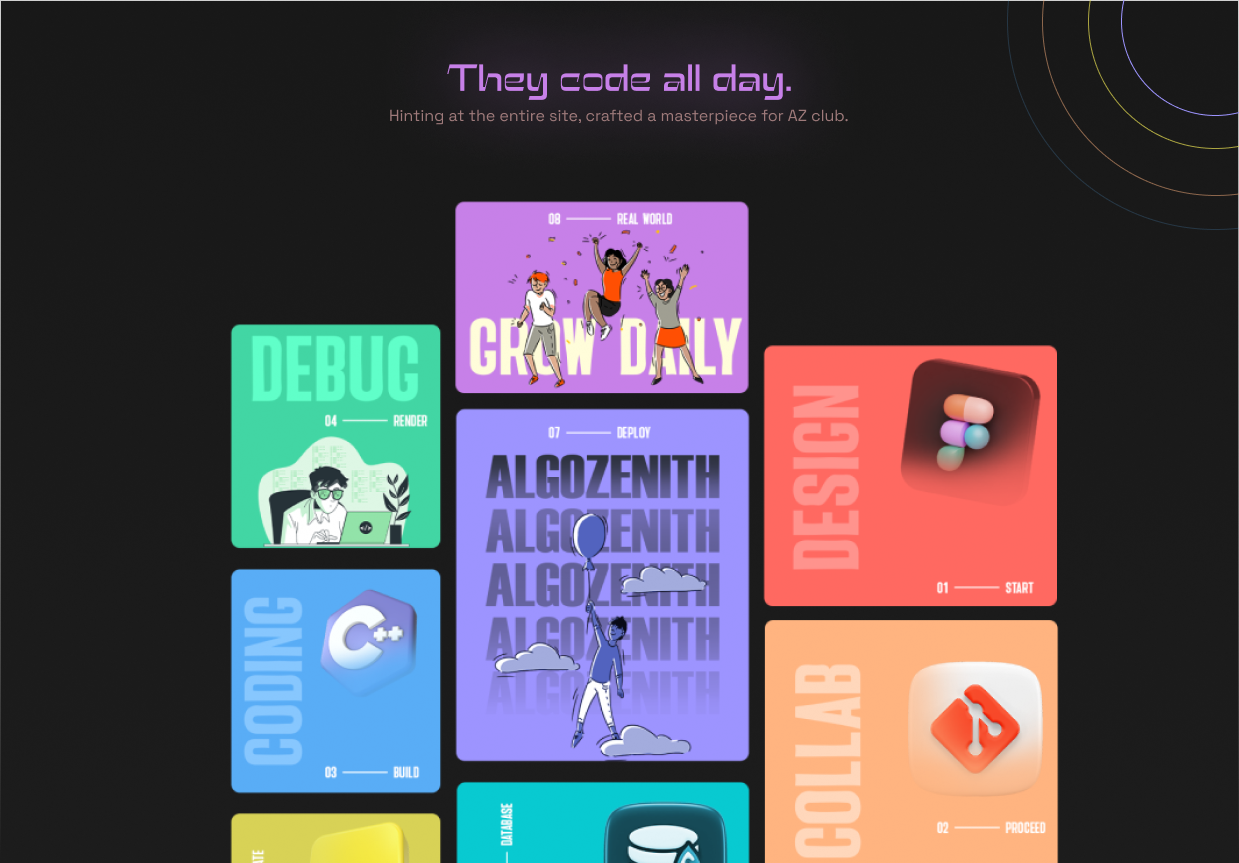 They code all day.
Hinting at the entire site, crafted a masterpiece for AZ club.
08 REAL WORLD
GROW DAILY
DEBUG
04 RENDER
07 DEPLOY
ALGOZENITH
ALGOZENITH
ALGOZENITH
ALGOZENITH
ALGOZENITH
DESIGN
01 START
CODING
C++
03 BUILD
COLLAB
02 PROCEED
DATABASE